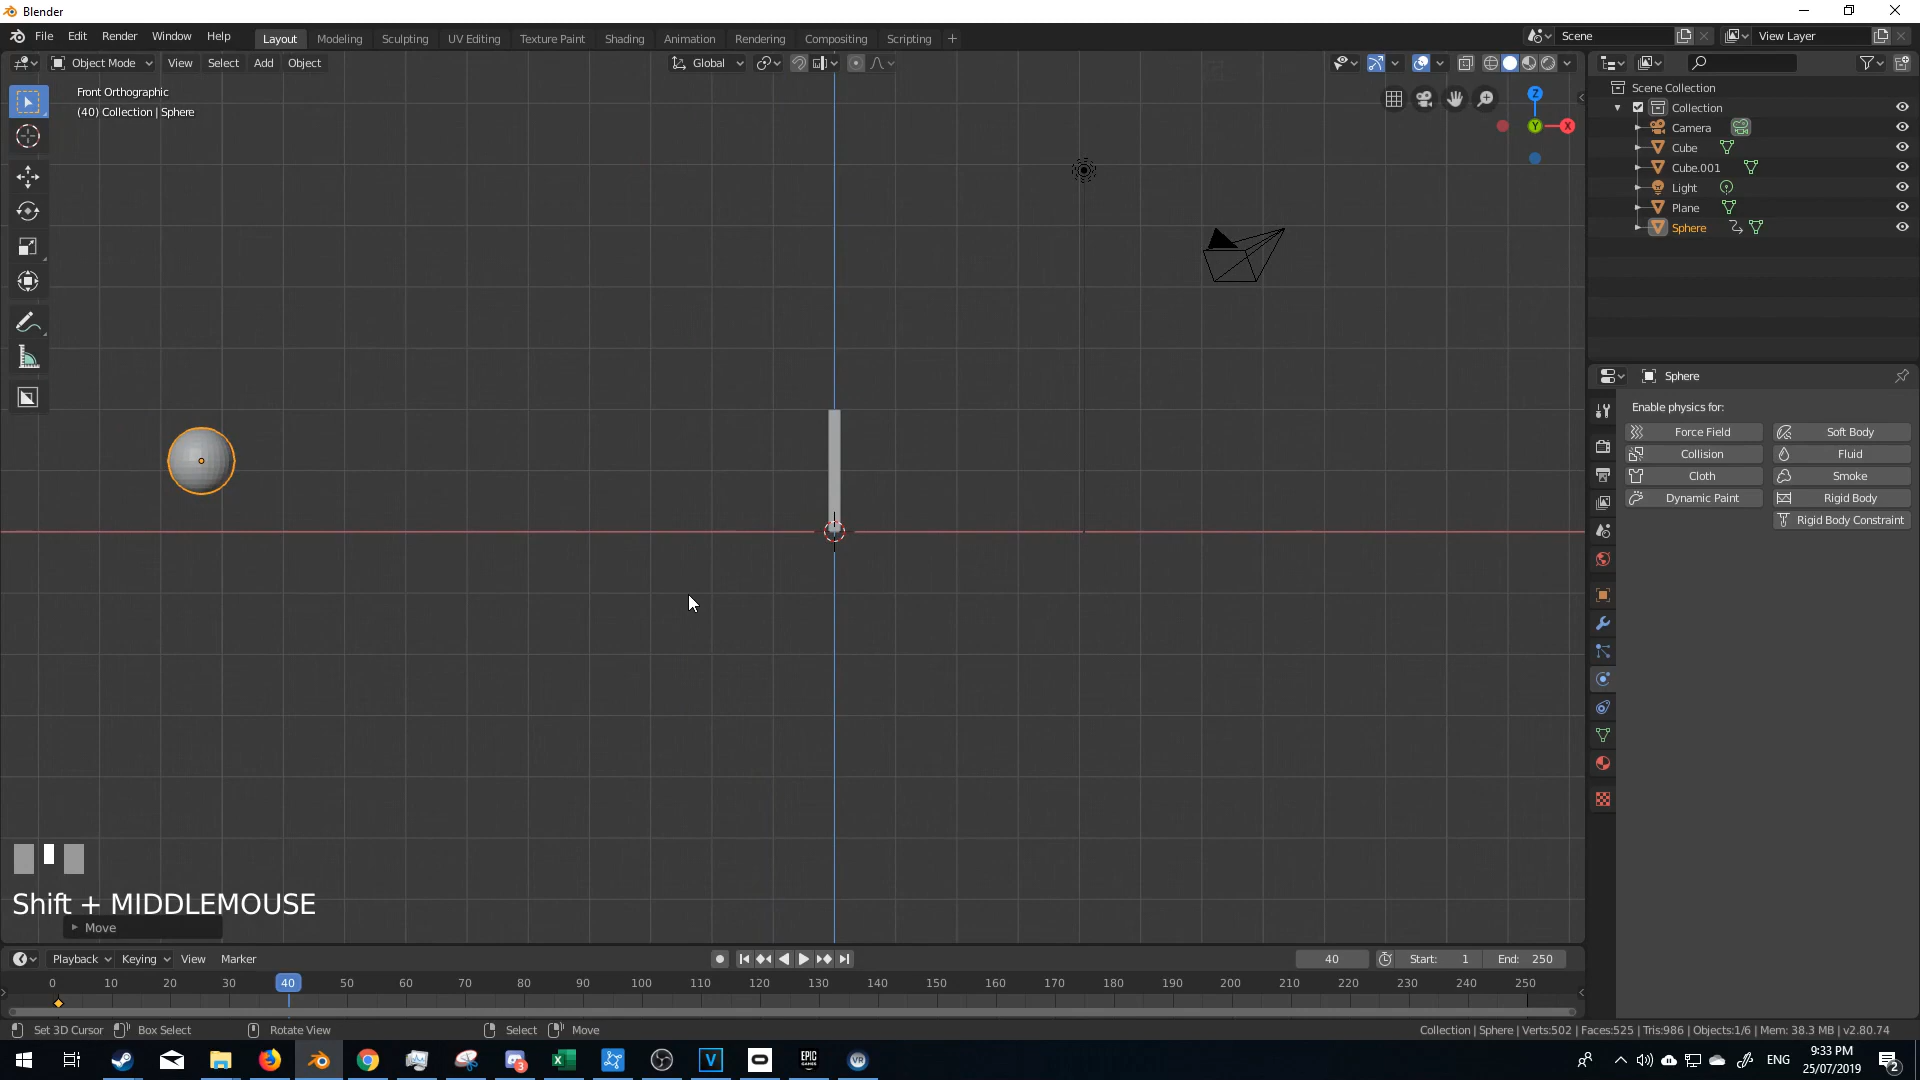 Blender
File Edit Render Window Help
Layout Modeling Sculpting UV Editing Texture Paint Shading Animation Rendering Compositing Scripting
Scene View Layer
Object Mode View Select Add Object Global
Front Orthographic
(40) Collection | Sphere
Z
Y X
Scene Collection
Collection
Camera
Cube
Cube.001
Light
Plane
Sphere
Sphere
Enable physics for:
Force Field Soft Body
Collision Fluid
Cloth Smoke
Dynamic Paint Rigid Body
Rigid Body Constraint
Shift + MIDDLEMOUSE
Move
Playback Keying View Marker 40 Start: 1 End: 250
0 10 20 30 40 50 60 70 80 90 100 110 120 130 140 150 160 170 180 190 200 210 220 230 240 250
Set 3D Cursor Box Select Rotate View Select Move Collection | Sphere | Verts:502 | Faces:525 | Tris:986 | Objects:1/6 | Mem: 38.3 MB | v2.80.74
ENG
9:33 PM
25/07/2019
2
3
EPIC
GAMES
V
VR